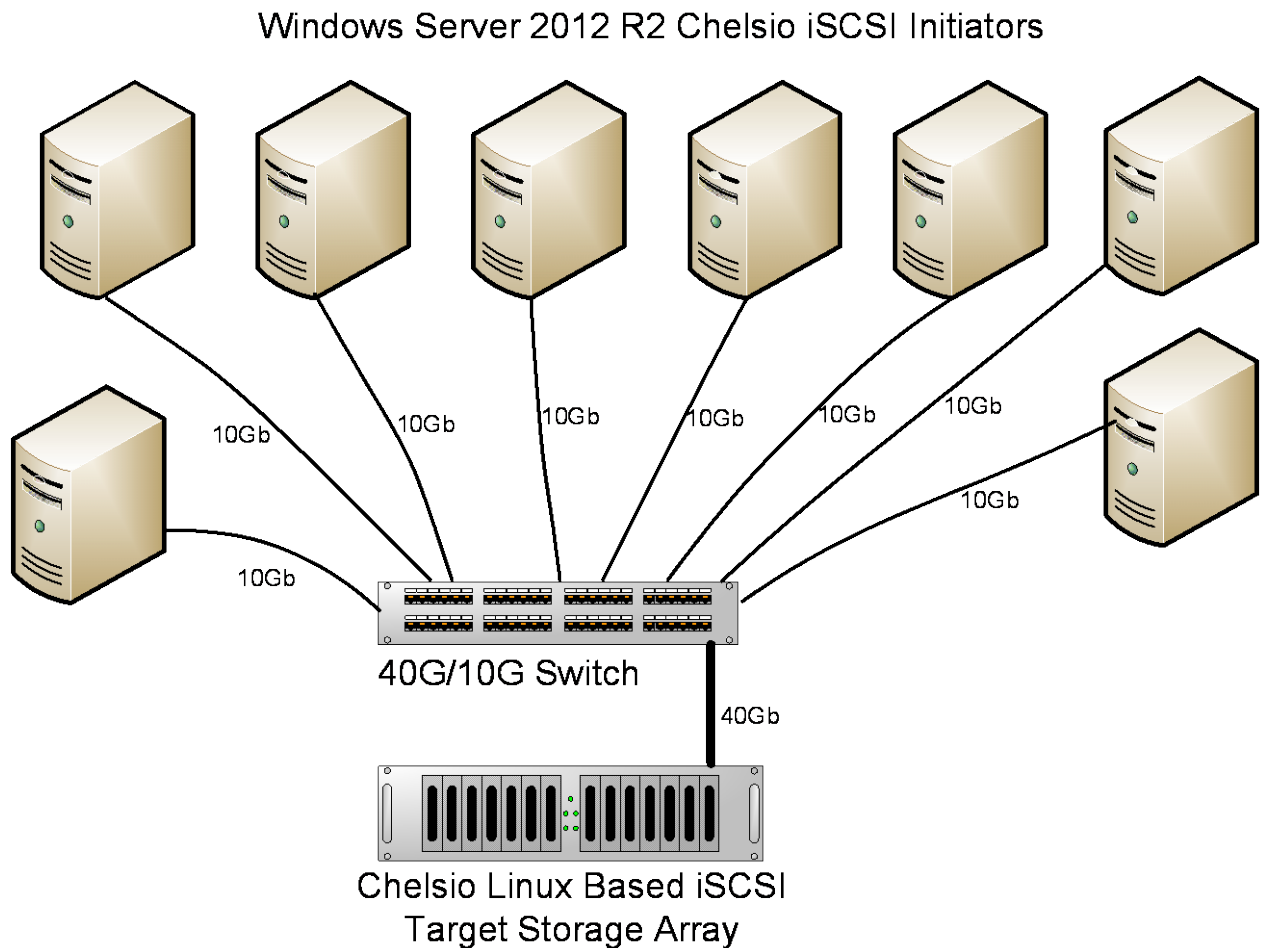 Windows Server 2012 R2 Chelsio iSCSI Initiators
10Gb
10Gb
10Gb
10Gb
10Gb
10Gb
10Gb
10Gb
40G/10G Switch
40Gb
Chelsio Linux Based iSCSI
Target Storage Array